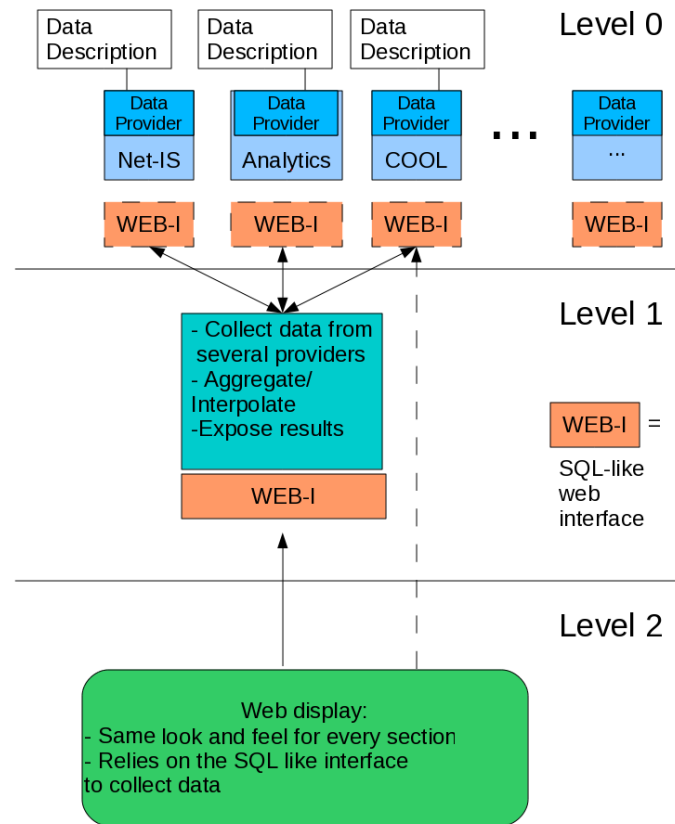 Level 0
Data
Description
Data
Description
Data
Description
Data
Provider
Net-IS
Data
Provider
Analytics
Data
Provider
COOL
...
Data
Provider
...
WEB-I
WEB-I
WEB-I
WEB-I
Level 1
- Collect data from
several providers
- Aggregate/
Interpolate
-Expose results
WEB-I
WEB-I =
SQL-like
web
interface
Level 2
Web display:
- Same look and feel for every section
- Relies on the SQL like interface
to collect data